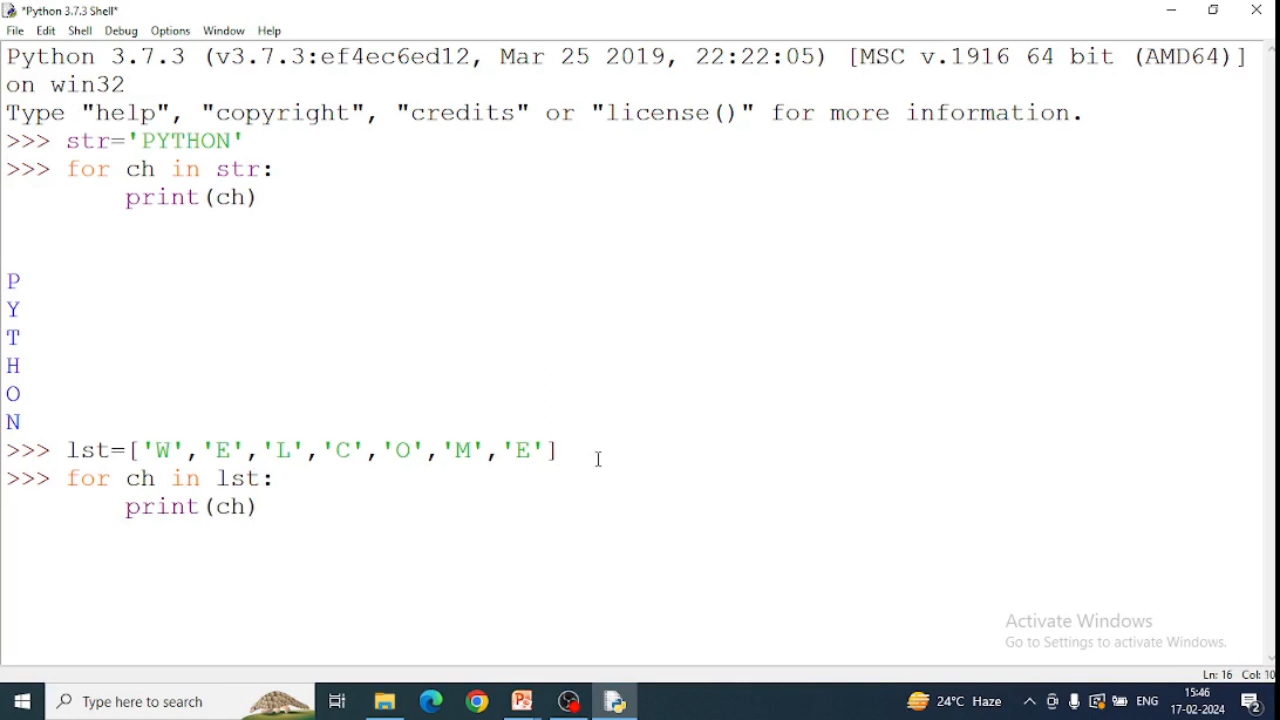 *Python 3.7.3 Shell*
File Edit Shell Debug Options Window Help
Python 3.7.3 (v3.7.3:ef4ec6ed12, Mar 25 2019, 22:22:05) [MSC v.1916 64 bit (AMD64)]
on win32
Type "help", "copyright", "credits" or "license()" for more information.
>>> str='PYTHON'
>>> for ch in str:
        print(ch)
P
Y
T
H
O
N
>>> lst=['W','E','L','C','O','M','E']
>>> for ch in lst:
        print(ch)
Activate Windows
Go to Settings to activate Windows.
Ln: 16 Col: 10
Type here to search
24°C Haze
ENG
15:46
17-02-2024
2